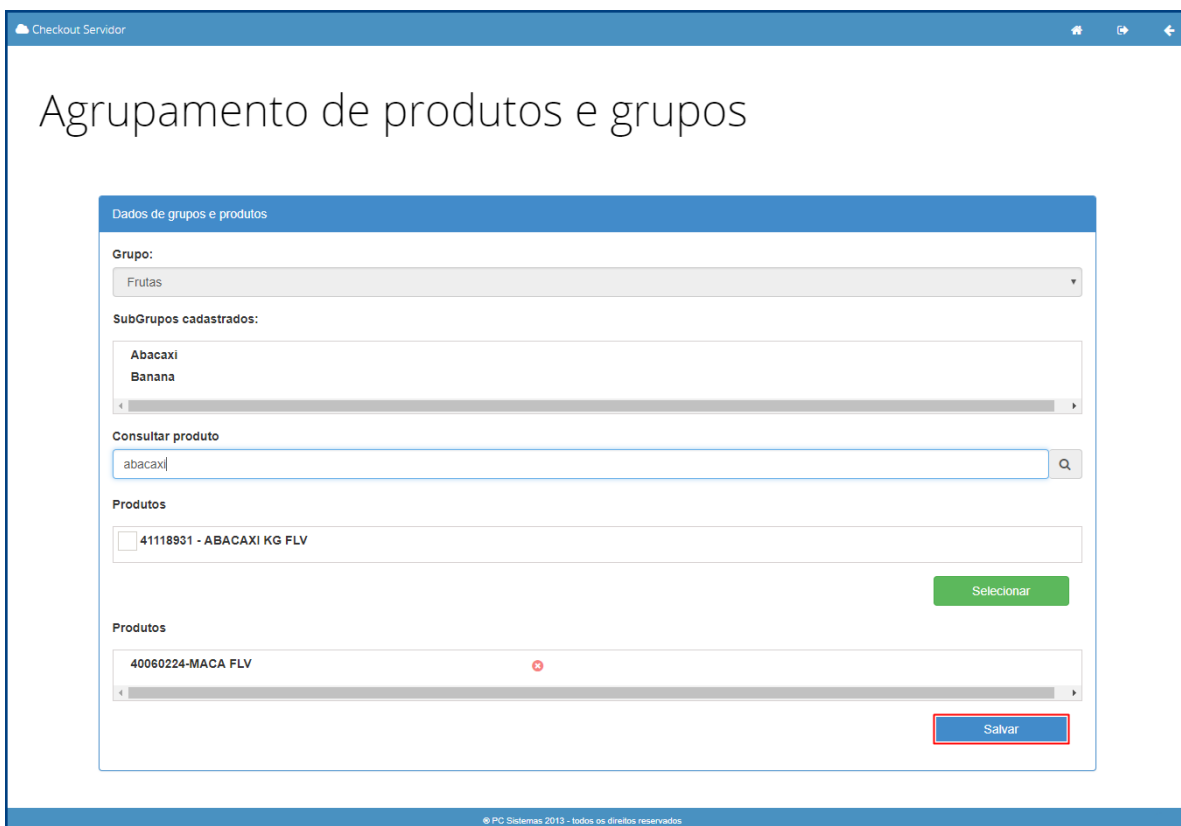 Checkout Servidor
Agrupamento de produtos e grupos
Dados de grupos e produtos
Grupo:
Frutas
SubGrupos cadastrados:
Abacaxi
Banana
Consultar produto
abacaxi
Produtos
41118931 - ABACAXI KG FLV
Selecionar
Produtos
40060224-MACA FLV
Salvar
® PC Sistemas 2013 - todos os direitos reservados